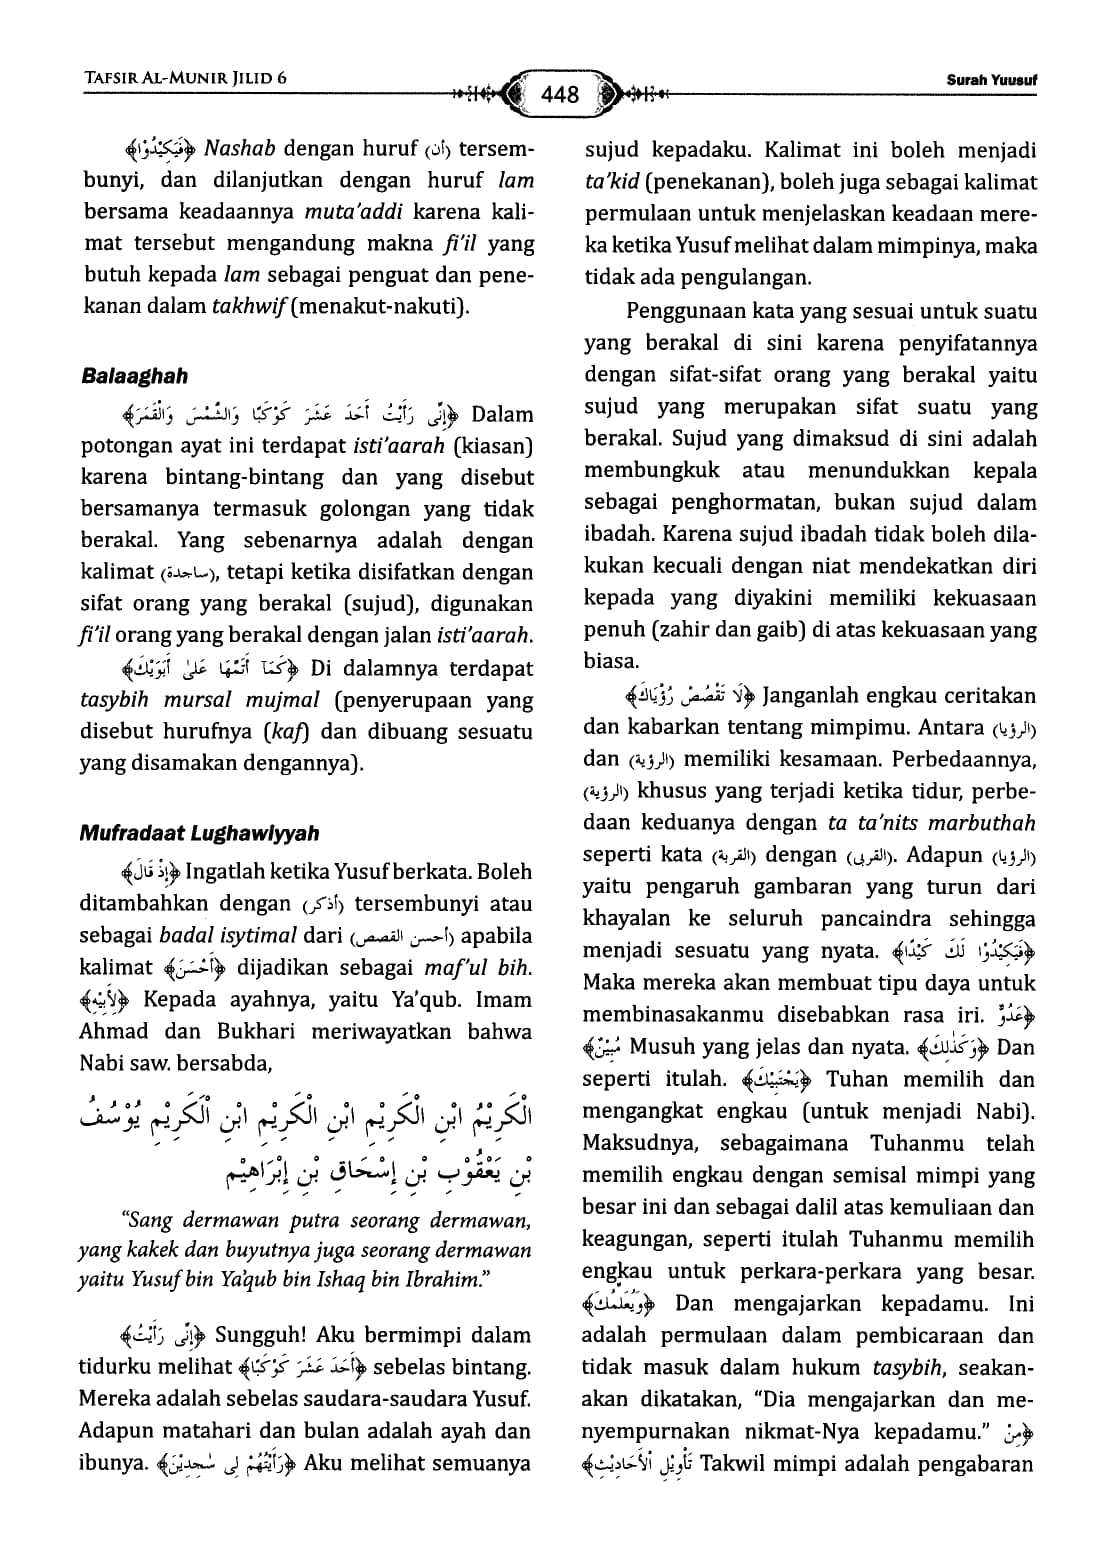 TAFSIR AL-MUNIR JILID 6
448
Surah Yuusuf
﴿فَيَكِيْدُوْا﴾ Nashab dengan huruf (أن) tersem-
bunyi, dan dilanjutkan dengan huruf lam
bersama keadaannya muta'addi karena kali-
mat tersebut mengandung makna fi'il yang
butuh kepada lam sebagai penguat dan pene-
kanan dalam takhwif (menakut-nakuti).
Balaaghah
﴿إِنِّى رَأَيْتُ أَحَدَ عَشَرَ كَوْكَبًا وَالشَّمْسَ وَالْقَمَرَ﴾ Dalam
potongan ayat ini terdapat isti'aarah (kiasan)
karena bintang-bintang dan yang disebut
bersamanya termasuk golongan yang tidak
berakal. Yang sebenarnya adalah dengan
kalimat (ساجدة), tetapi ketika disifatkan dengan
sifat orang yang berakal (sujud), digunakan
fi'il orang yang berakal dengan jalan isti'aarah.
﴿كَمَآ أَتَمَّهَا عَلىٰ أَبَوَيْكَ﴾ Di dalamnya terdapat
tasybih mursal mujmal (penyerupaan yang
disebut hurufnya (kaf) dan dibuang sesuatu
yang disamakan dengannya).
Mufradaat Lughawiyyah
﴿إِذْ قَالَ﴾ Ingatlah ketika Yusuf berkata. Boleh
ditambahkan dengan (أذكر) tersembunyi atau
sebagai badal isytimal dari (أحسن القصص) apabila
kalimat ﴿أَحْسَنَ﴾ dijadikan sebagai maf'ul bih.
﴿لِأَبِيْهِ﴾ Kepada ayahnya, yaitu Ya'qub. Imam
Ahmad dan Bukhari meriwayatkan bahwa
Nabi saw. bersabda,
الْكَرِيْمُ ابْنِ الْكَرِيْمِ ابْنِ الْكَرِيْمِ ابْنِ الْكَرِيْمِ يُوْسُفُ
بْنِ يَعْقُوْبِ بْنِ إِسْحَاقِ بْنِ إِبْرَاهِيْمِ
“Sang dermawan putra seorang dermawan,
yang kakek dan buyutnya juga seorang dermawan
yaitu Yusuf bin Ya'qub bin Ishaq bin Ibrahim.”
﴿إِنِّى رَأَيْتُ﴾ Sungguh! Aku bermimpi dalam
tidurku melihat ﴿أَحَدَ عَشَرَ كَوْكَبًا﴾ sebelas bintang.
Mereka adalah sebelas saudara-saudara Yusuf.
Adapun matahari dan bulan adalah ayah dan
ibunya. ﴿رَأَيْتُهُمْ لِى سٰجِدِيْنَ﴾ Aku melihat semuanya
sujud kepadaku. Kalimat ini boleh menjadi
ta'kid (penekanan), boleh juga sebagai kalimat
permulaan untuk menjelaskan keadaan mere-
ka ketika Yusuf melihat dalam mimpinya, maka
tidak ada pengulangan.
Penggunaan kata yang sesuai untuk suatu
yang berakal di sini karena penyifatannya
dengan sifat-sifat orang yang berakal yaitu
sujud yang merupakan sifat suatu yang
berakal. Sujud yang dimaksud di sini adalah
membungkuk atau menundukkan kepala
sebagai penghormatan, bukan sujud dalam
ibadah. Karena sujud ibadah tidak boleh dila-
kukan kecuali dengan niat mendekatkan diri
kepada yang diyakini memiliki kekuasaan
penuh (zahir dan gaib) di atas kekuasaan yang
biasa.
﴿لَا تَقْصُصْ رُؤْيَاكَ﴾ Janganlah engkau ceritakan
dan kabarkan tentang mimpimu. Antara (الرؤيا)
dan (الرؤية) memiliki kesamaan. Perbedaannya,
(الرؤية) khusus yang terjadi ketika tidur, perbe-
daan keduanya dengan ta ta'nits marbuthah
seperti kata (القربة) dengan (القربى). Adapun (الرؤيا)
yaitu pengaruh gambaran yang turun dari
khayalan ke seluruh pancaindra sehingga
menjadi sesuatu yang nyata. ﴿فَيَكِيْدُوْا لَكَ كَيْدًا﴾
Maka mereka akan membuat tipu daya untuk
membinasakanmu disebabkan rasa iri. ﴿عَدُوٌّ
مُبِيْنٌ﴾ Musuh yang jelas dan nyata. ﴿وَكَذٰلِكَ﴾ Dan
seperti itulah. ﴿يَجْتَبِيْكَ﴾ Tuhan memilih dan
mengangkat engkau (untuk menjadi Nabi).
Maksudnya, sebagaimana Tuhanmu telah
memilih engkau dengan semisal mimpi yang
besar ini dan sebagai dalil atas kemuliaan dan
keagungan, seperti itulah Tuhanmu memilih
engkau untuk perkara-perkara yang besar.
﴿وَيُعَلِّمُكَ﴾ Dan mengajarkan kepadamu. Ini
adalah permulaan dalam pembicaraan dan
tidak masuk dalam hukum tasybih, seakan-
akan dikatakan, “Dia mengajarkan dan me-
nyempurnakan nikmat-Nya kepadamu.” ﴿مِنْ
تَأْوِيْلِ الْأَحَادِيْثِ﴾ Takwil mimpi adalah pengabaran